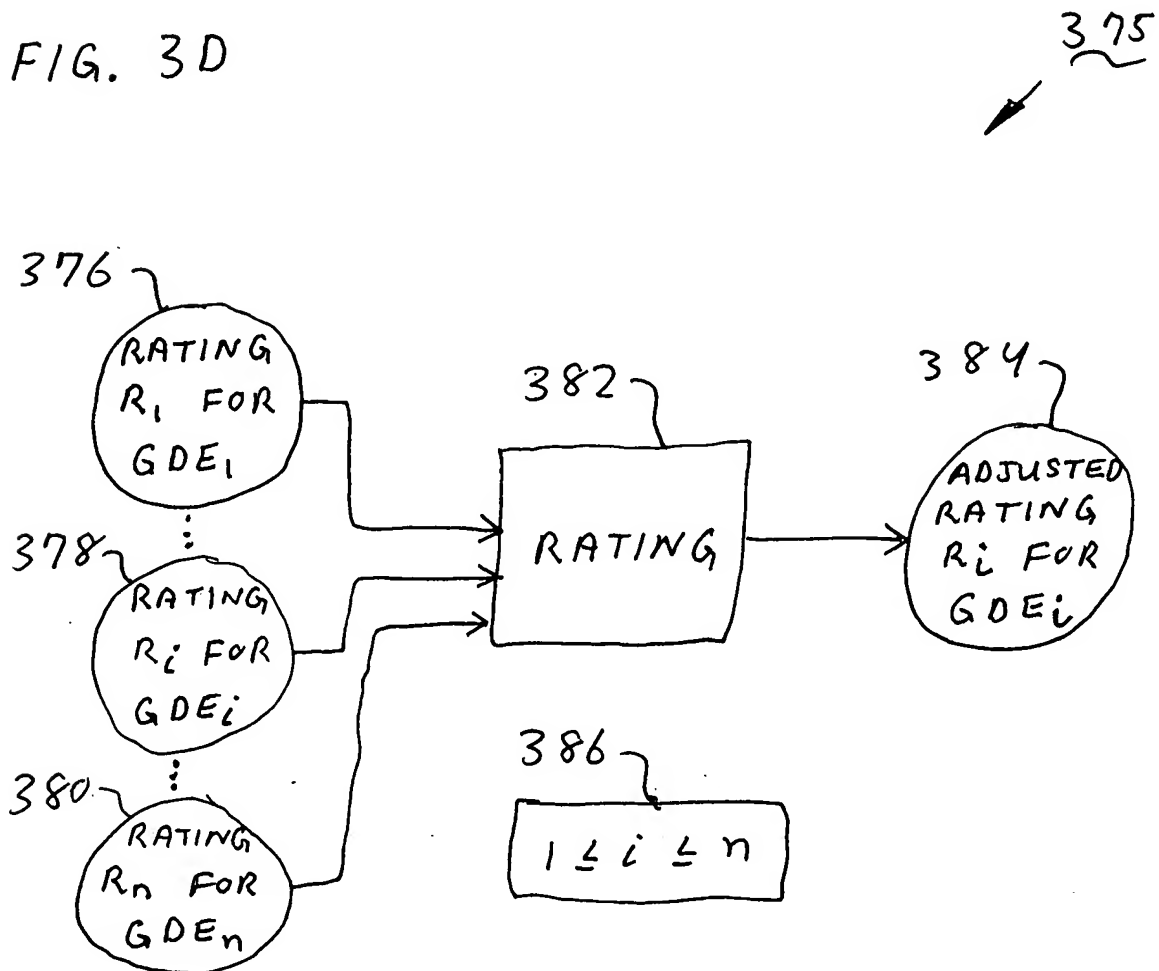 FIG. 3D
375
376
RATING
R₁ FOR
GDE₁
378
RATING
Rᵢ FOR
GDEᵢ
380
RATING
Rₙ FOR
GDEₙ
382
RATING
384
ADJUSTED
RATING
Rᵢ FOR
GDEᵢ
386
1 ≤ i ≤ n